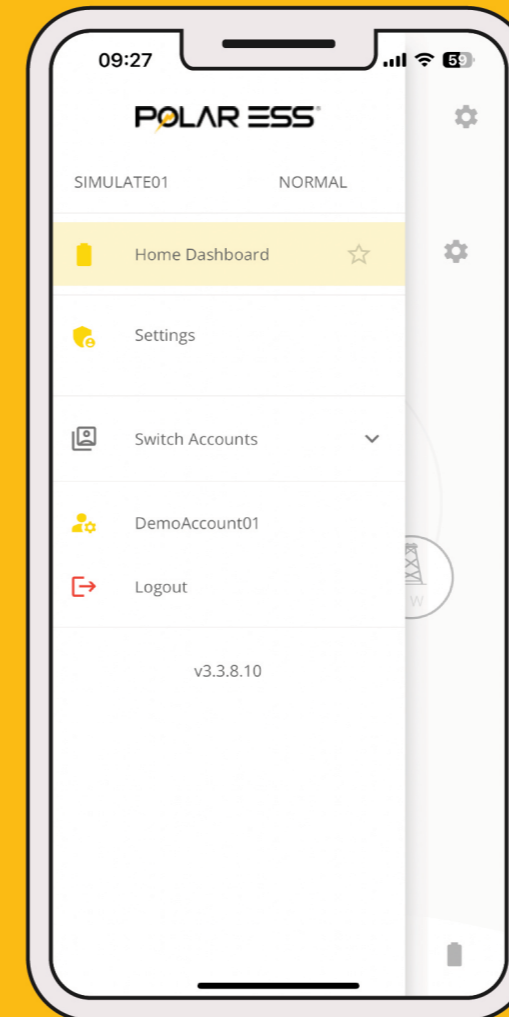 09:27
59
POLAR ESS
SIMULATE01 NORMAL
Home Dashboard
Settings
Switch Accounts
DemoAccount01
Logout
W
v3.3.8.10